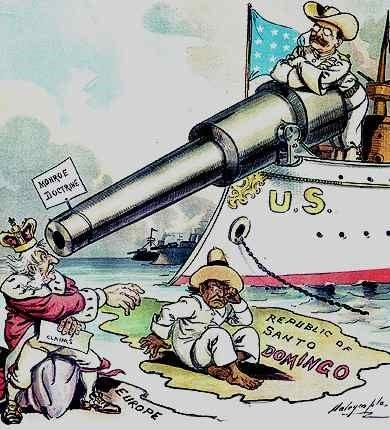 MONROE
DOCTRINE
U.S.
CLAIMS
EUROPE
REPUBLIC OF
SANTO
DOMINGO
Dalrymple.